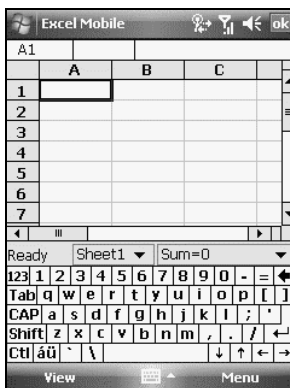 Excel Mobile ok
A1
A B C
1
2
3
4
5
6
7
Ready Sheet1 Sum=0
123 1 2 3 4 5 6 7 8 9 0 - =
Tab q w e r t y u i o p [ ]
CAP a s d f g h j k l ; '
Shift z x c v b n m , . /
Ctl áü ` \ ↓ ↑ ← →
View Menu